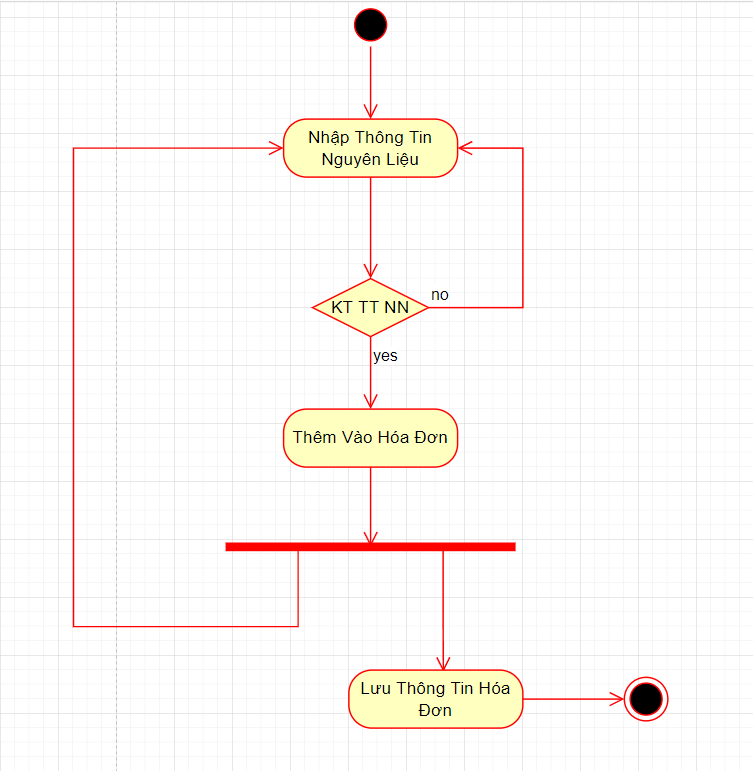 Nhập Thông Tin
Nguyên Liệu
KT TT NN
no
yes
Thêm Vào Hóa Đơn
Lưu Thông Tin Hóa
Đơn